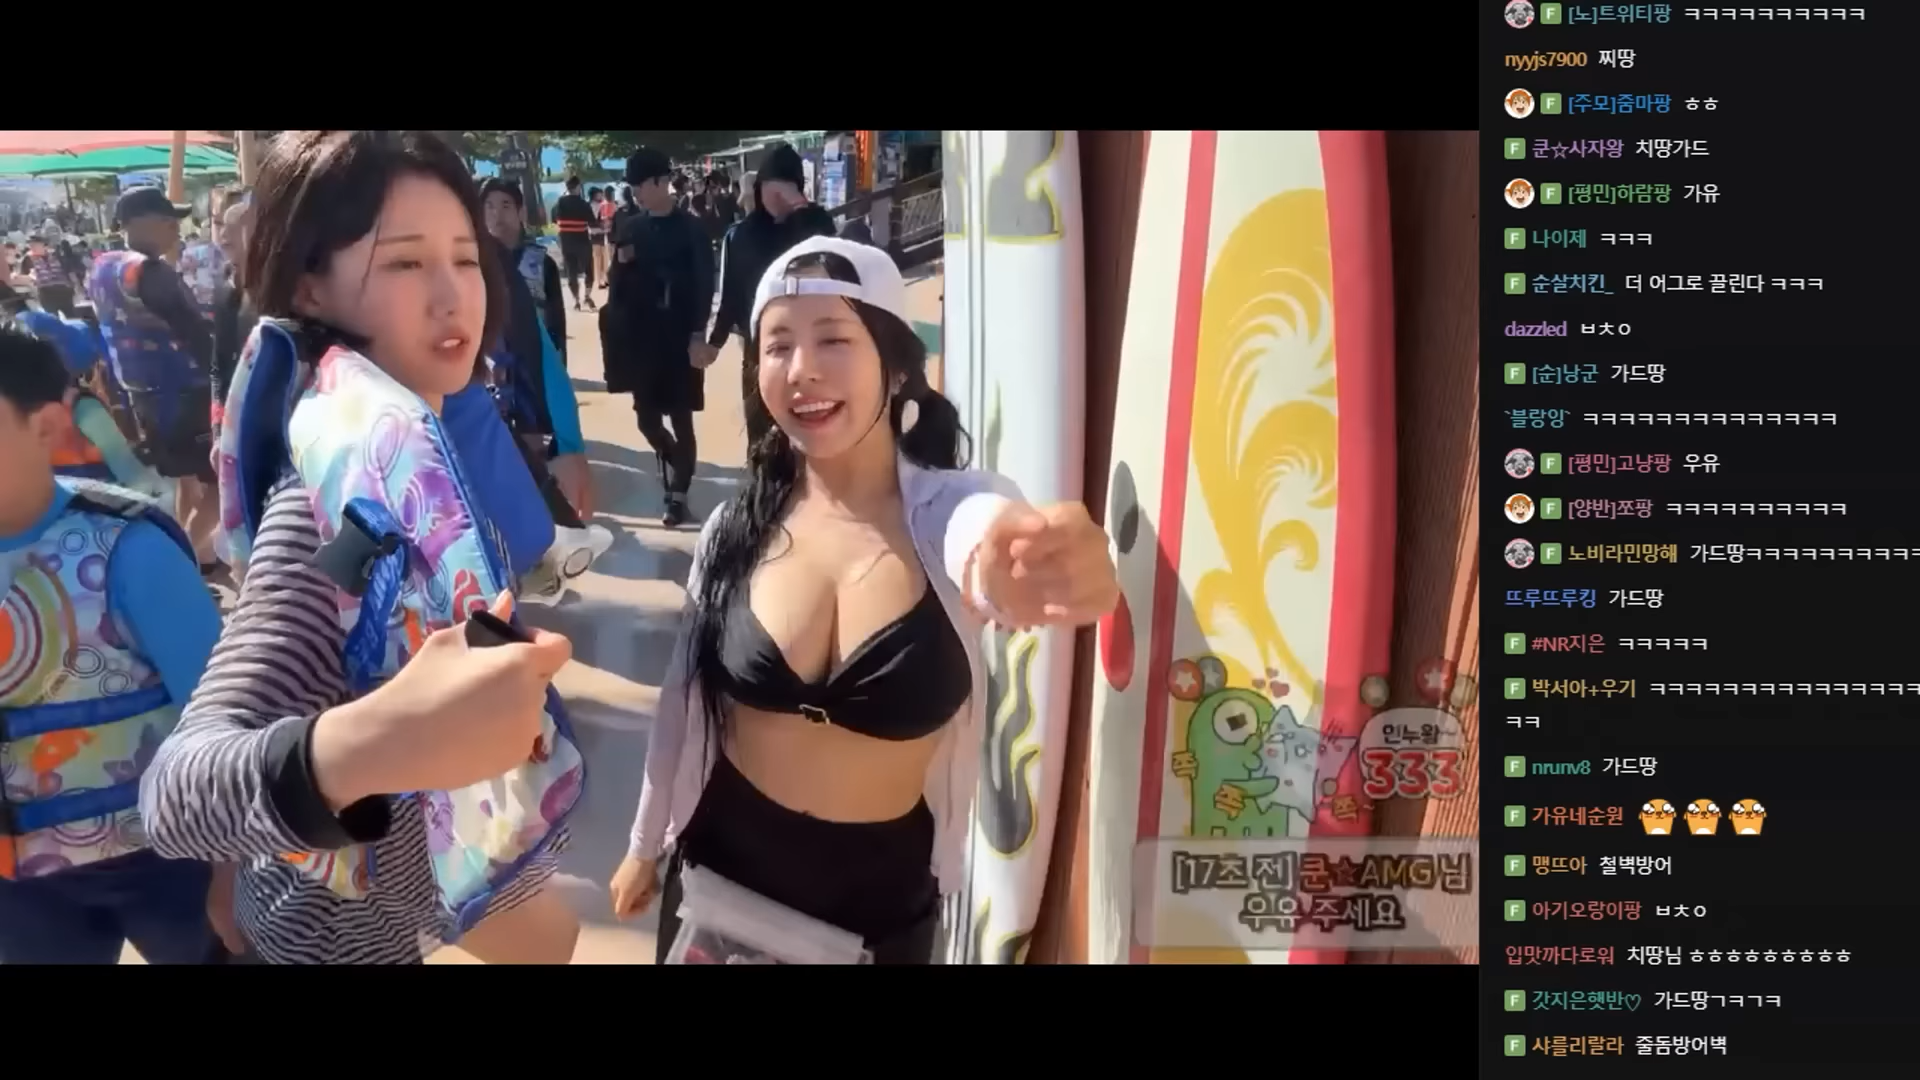 인누왈~
333
쪽
쪽
쪽~
[17초 전] 쿤☆AMG 님
우유 주세요
F [노]트위티팡 ㅋㅋㅋㅋㅋㅋㅋㅋㅋㅋ
nyyjs7900 찌땅
F [주모]줌마팡 ㅎㅎ
F 쿤☆사자왕 치땅가드
F [평민]하람팡 가유
F 나이제 ㅋㅋㅋ
F 순살치킨_ 더 어그로 끌린다 ㅋㅋㅋ
dazzled ㅂㅊㅇ
F [순]낭군 가드땅
`블랑잉` ㅋㅋㅋㅋㅋㅋㅋㅋㅋㅋㅋㅋㅋㅋ
F [평민]고냥팡 우유
F [양반]쪼팡 ㅋㅋㅋㅋㅋㅋㅋㅋㅋㅋ
F 노비라민망해 가드땅ㅋㅋㅋㅋㅋㅋㅋㅋㅋㅋ
뜨루뜨루킹 가드땅
F #NR지은 ㅋㅋㅋㅋㅋ
F 박서아+우기 ㅋㅋㅋㅋㅋㅋㅋㅋㅋㅋㅋㅋㅋㅋㅋ
ㅋㅋ
F nrunv8 가드땅
F 가유네순원
F 맹뜨아 철벽방어
F 아기오랑이팡 ㅂㅊㅇ
입맛까다로워 치땅님 ㅎㅎㅎㅎㅎㅎㅎㅎㅎ
F 갓지은햇반♡ 가드땅ㄱㅋㄱㅋ
F 샤를리랄라 줄돔방어벽